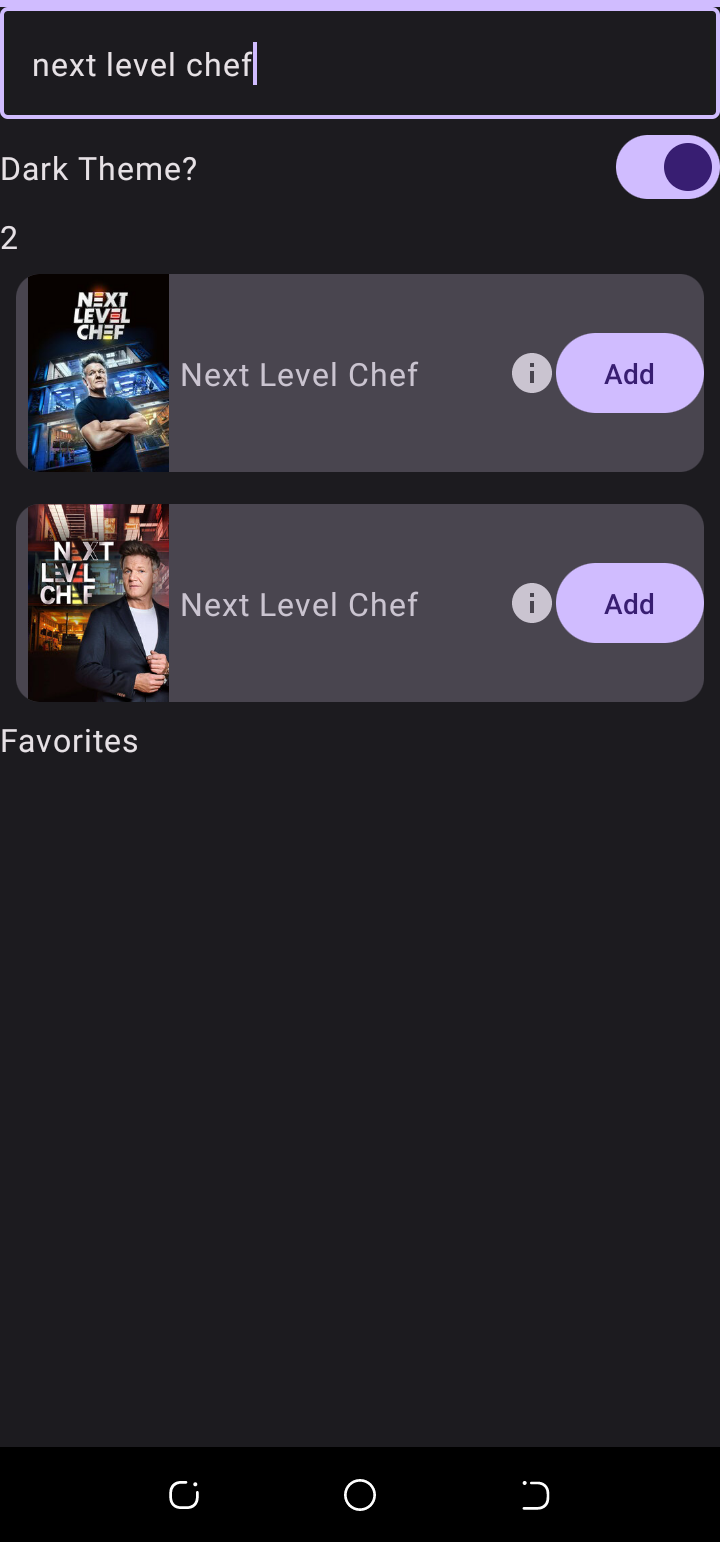 next level chef
Dark Theme?
2
NEXT
LEVEL
CHEF
Next Level Chef
Add
NEXT
LEVEL
CHEF
Next Level Chef
Add
Favorites